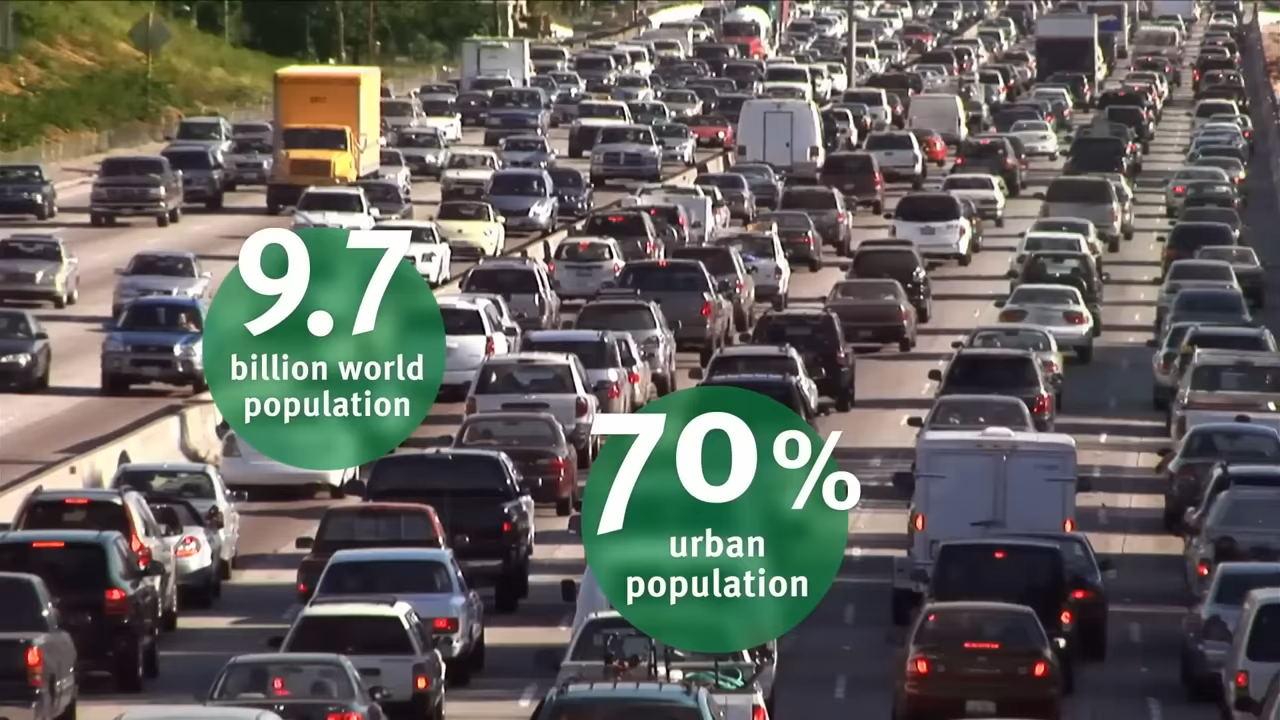 9.7
billion world
population
70%
urban
population